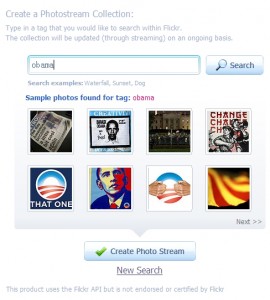 Create a Photostream Collection:
Type in a tag that you would like to search within Flickr.
The collection will be updated (through streaming) on an ongoing basis.
obama
Search
Search examples: Waterfall, Sunset, Dog
Sample photos found for tag: obama
CHANGE
CHANGE
THAT ONE
Next >>
Create Photo Stream
New Search
This product uses the Flickr API but is not endorsed or certified by Flickr